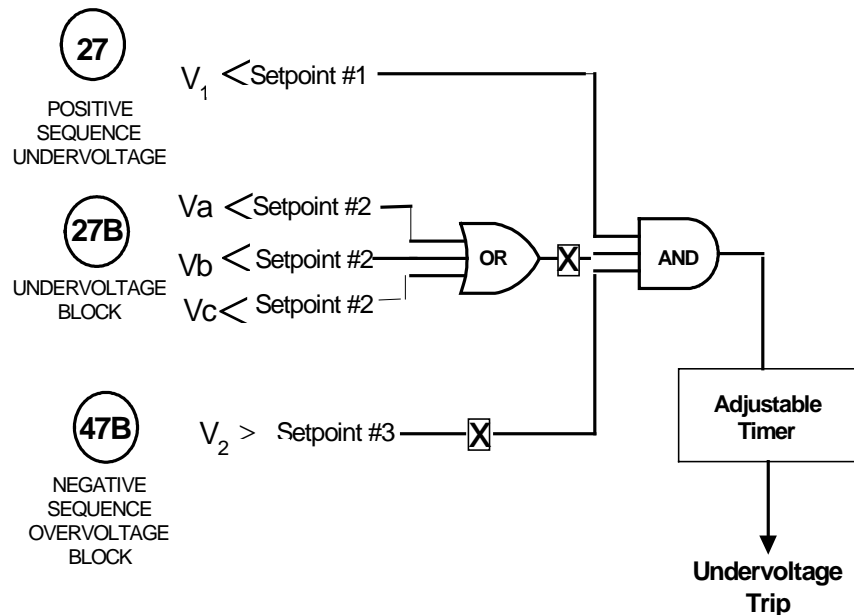 27
POSITIVE
SEQUENCE
UNDERVOLTAGE
V1 < Setpoint #1
27B
UNDERVOLTAGE
BLOCK
Va < Setpoint #2
Vb < Setpoint #2
Vc < Setpoint #2
OR
X
AND
47B
NEGATIVE
SEQUENCE
OVERVOLTAGE
BLOCK
V2 > Setpoint #3
X
Adjustable
Timer
Undervoltage
Trip